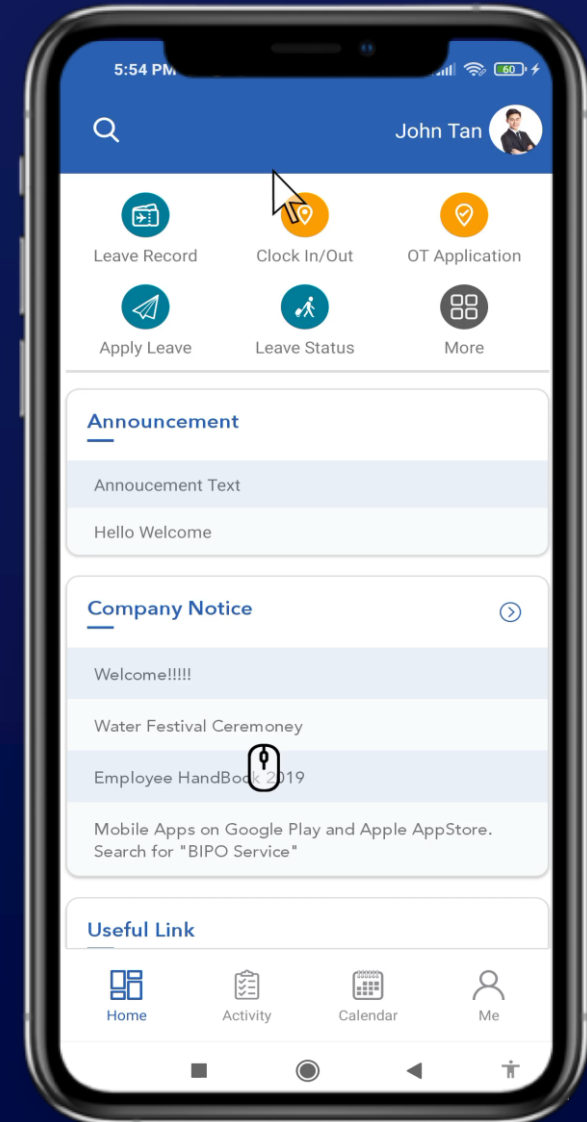 5:54 PM
60
John Tan
Leave Record
Clock In/Out
OT Application
Apply Leave
Leave Status
More
Announcement
Annoucement Text
Hello Welcome
Company Notice
Welcome!!!!!
Water Festival Ceremoney
Employee HandBook 2019
Mobile Apps on Google Play and Apple AppStore.
Search for "BIPO Service"
Useful Link
Home
Activity
Calendar
Me